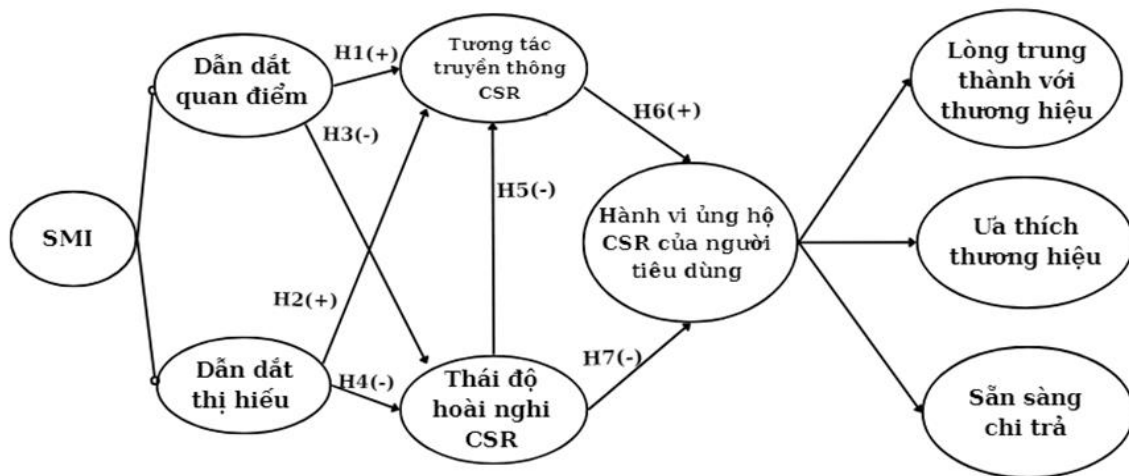 SMI
Dẫn dắt
quan điểm
Dẫn dắt
thị hiếu
H1(+)
H3(-)
H2(+)
H4(-)
Tương tác
truyền thông
CSR
H5(-)
Thái độ
hoài nghi
CSR
H6(+)
H7(-)
Hành vi ủng hộ
CSR của người
tiêu dùng
Lòng trung
thành với
thương hiệu
Ưa thích
thương hiệu
Sẵn sàng
chi trả